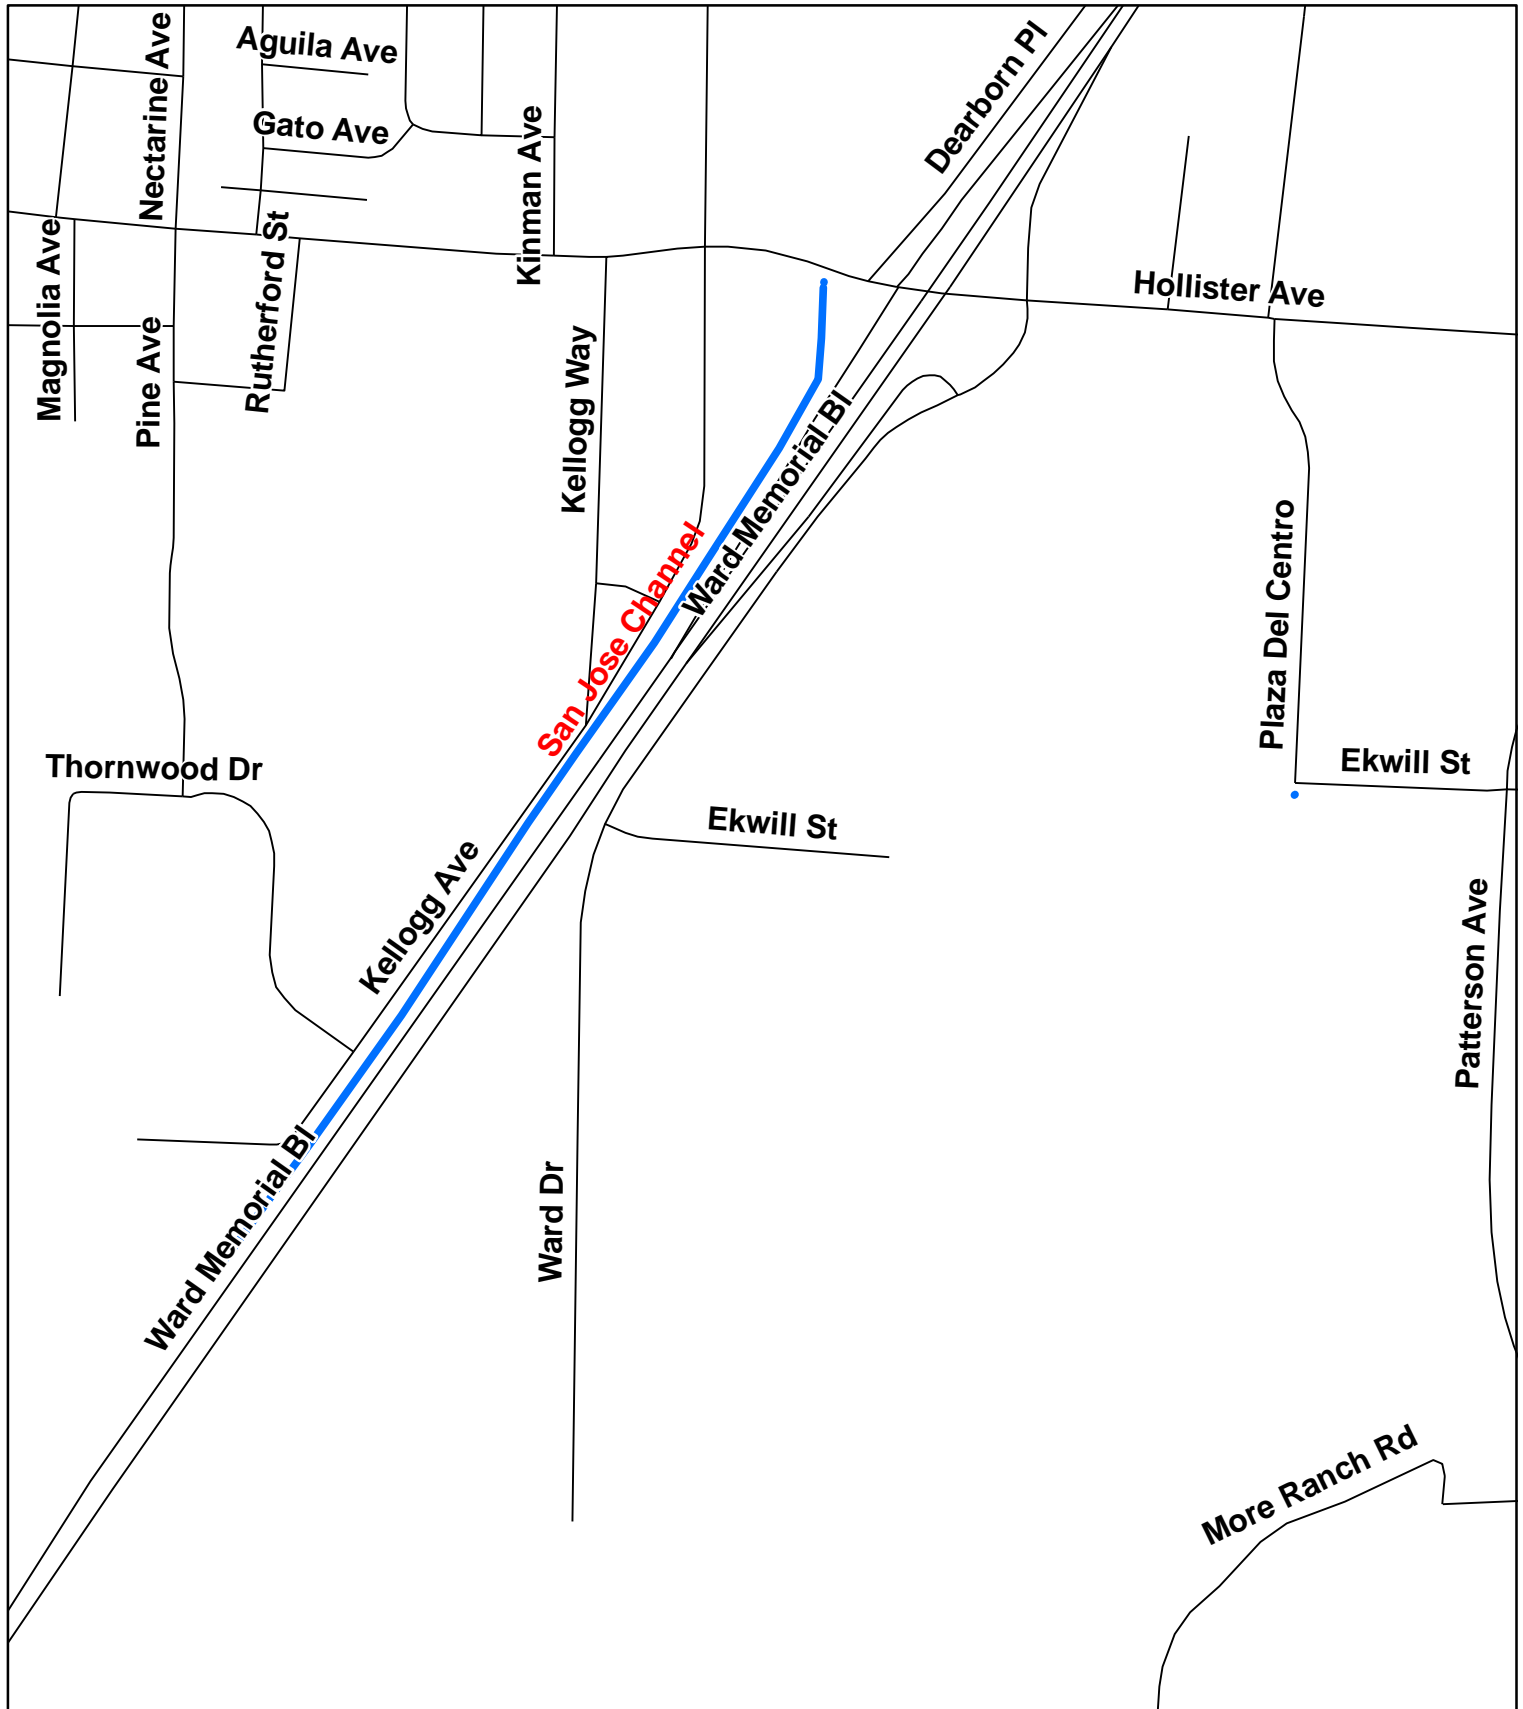 Aguila Ave
Nectarine Ave
Dearborn Pl
Gato Ave
Kinman Ave
Magnolia Ave
Rutherford St
Hollister Ave
Pine Ave
Kellogg Way
Ward Memorial Bl
San Jose Channel
Plaza Del Centro
Thornwood Dr
Ekwill St
Ekwill St
Kellogg Ave
Patterson Ave
Ward Memorial Bl
Ward Dr
More Ranch Rd